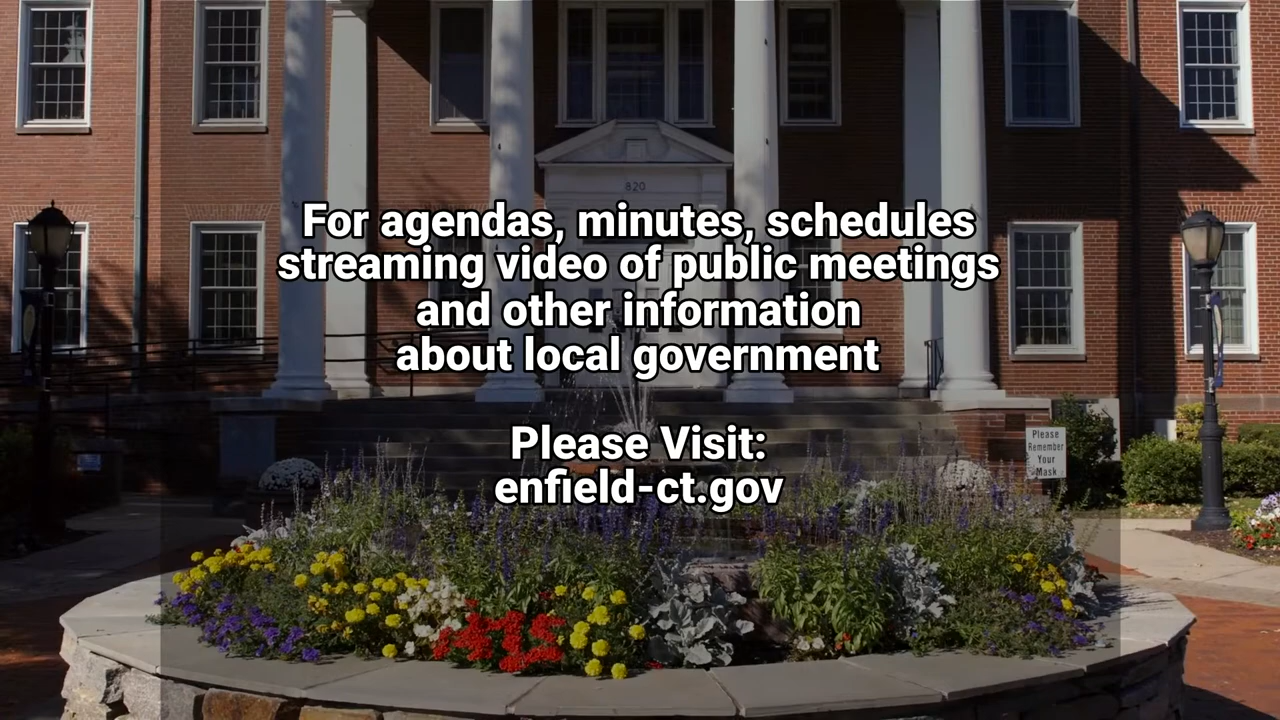 820
For agendas, minutes, schedules
streaming video of public meetings
and other information
about local government
Please
Remember
Your
Mask
Please Visit:
enfield-ct.gov